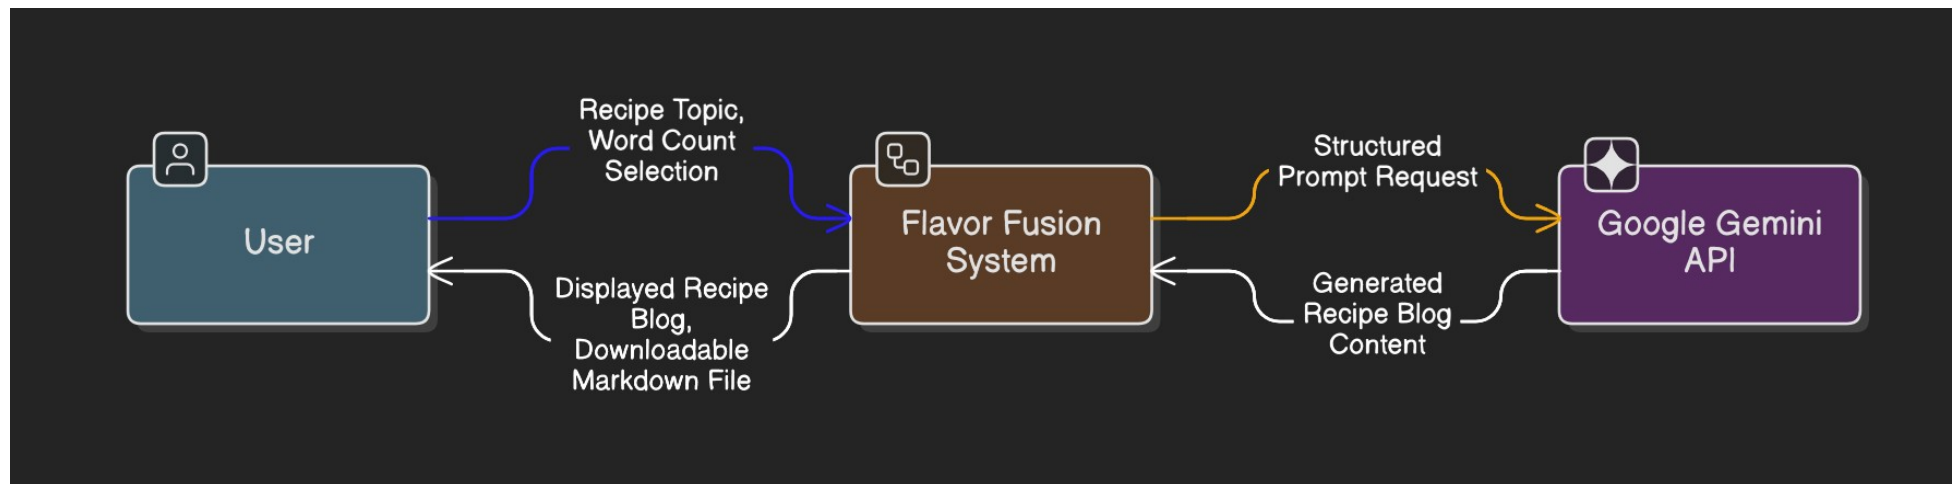 Recipe Topic,
Word Count
Selection
Structured
Prompt Request
User
Flavor Fusion
System
Google Gemini
API
Displayed Recipe
Blog,
Downloadable
Markdown File
Generated
Recipe Blog
Content